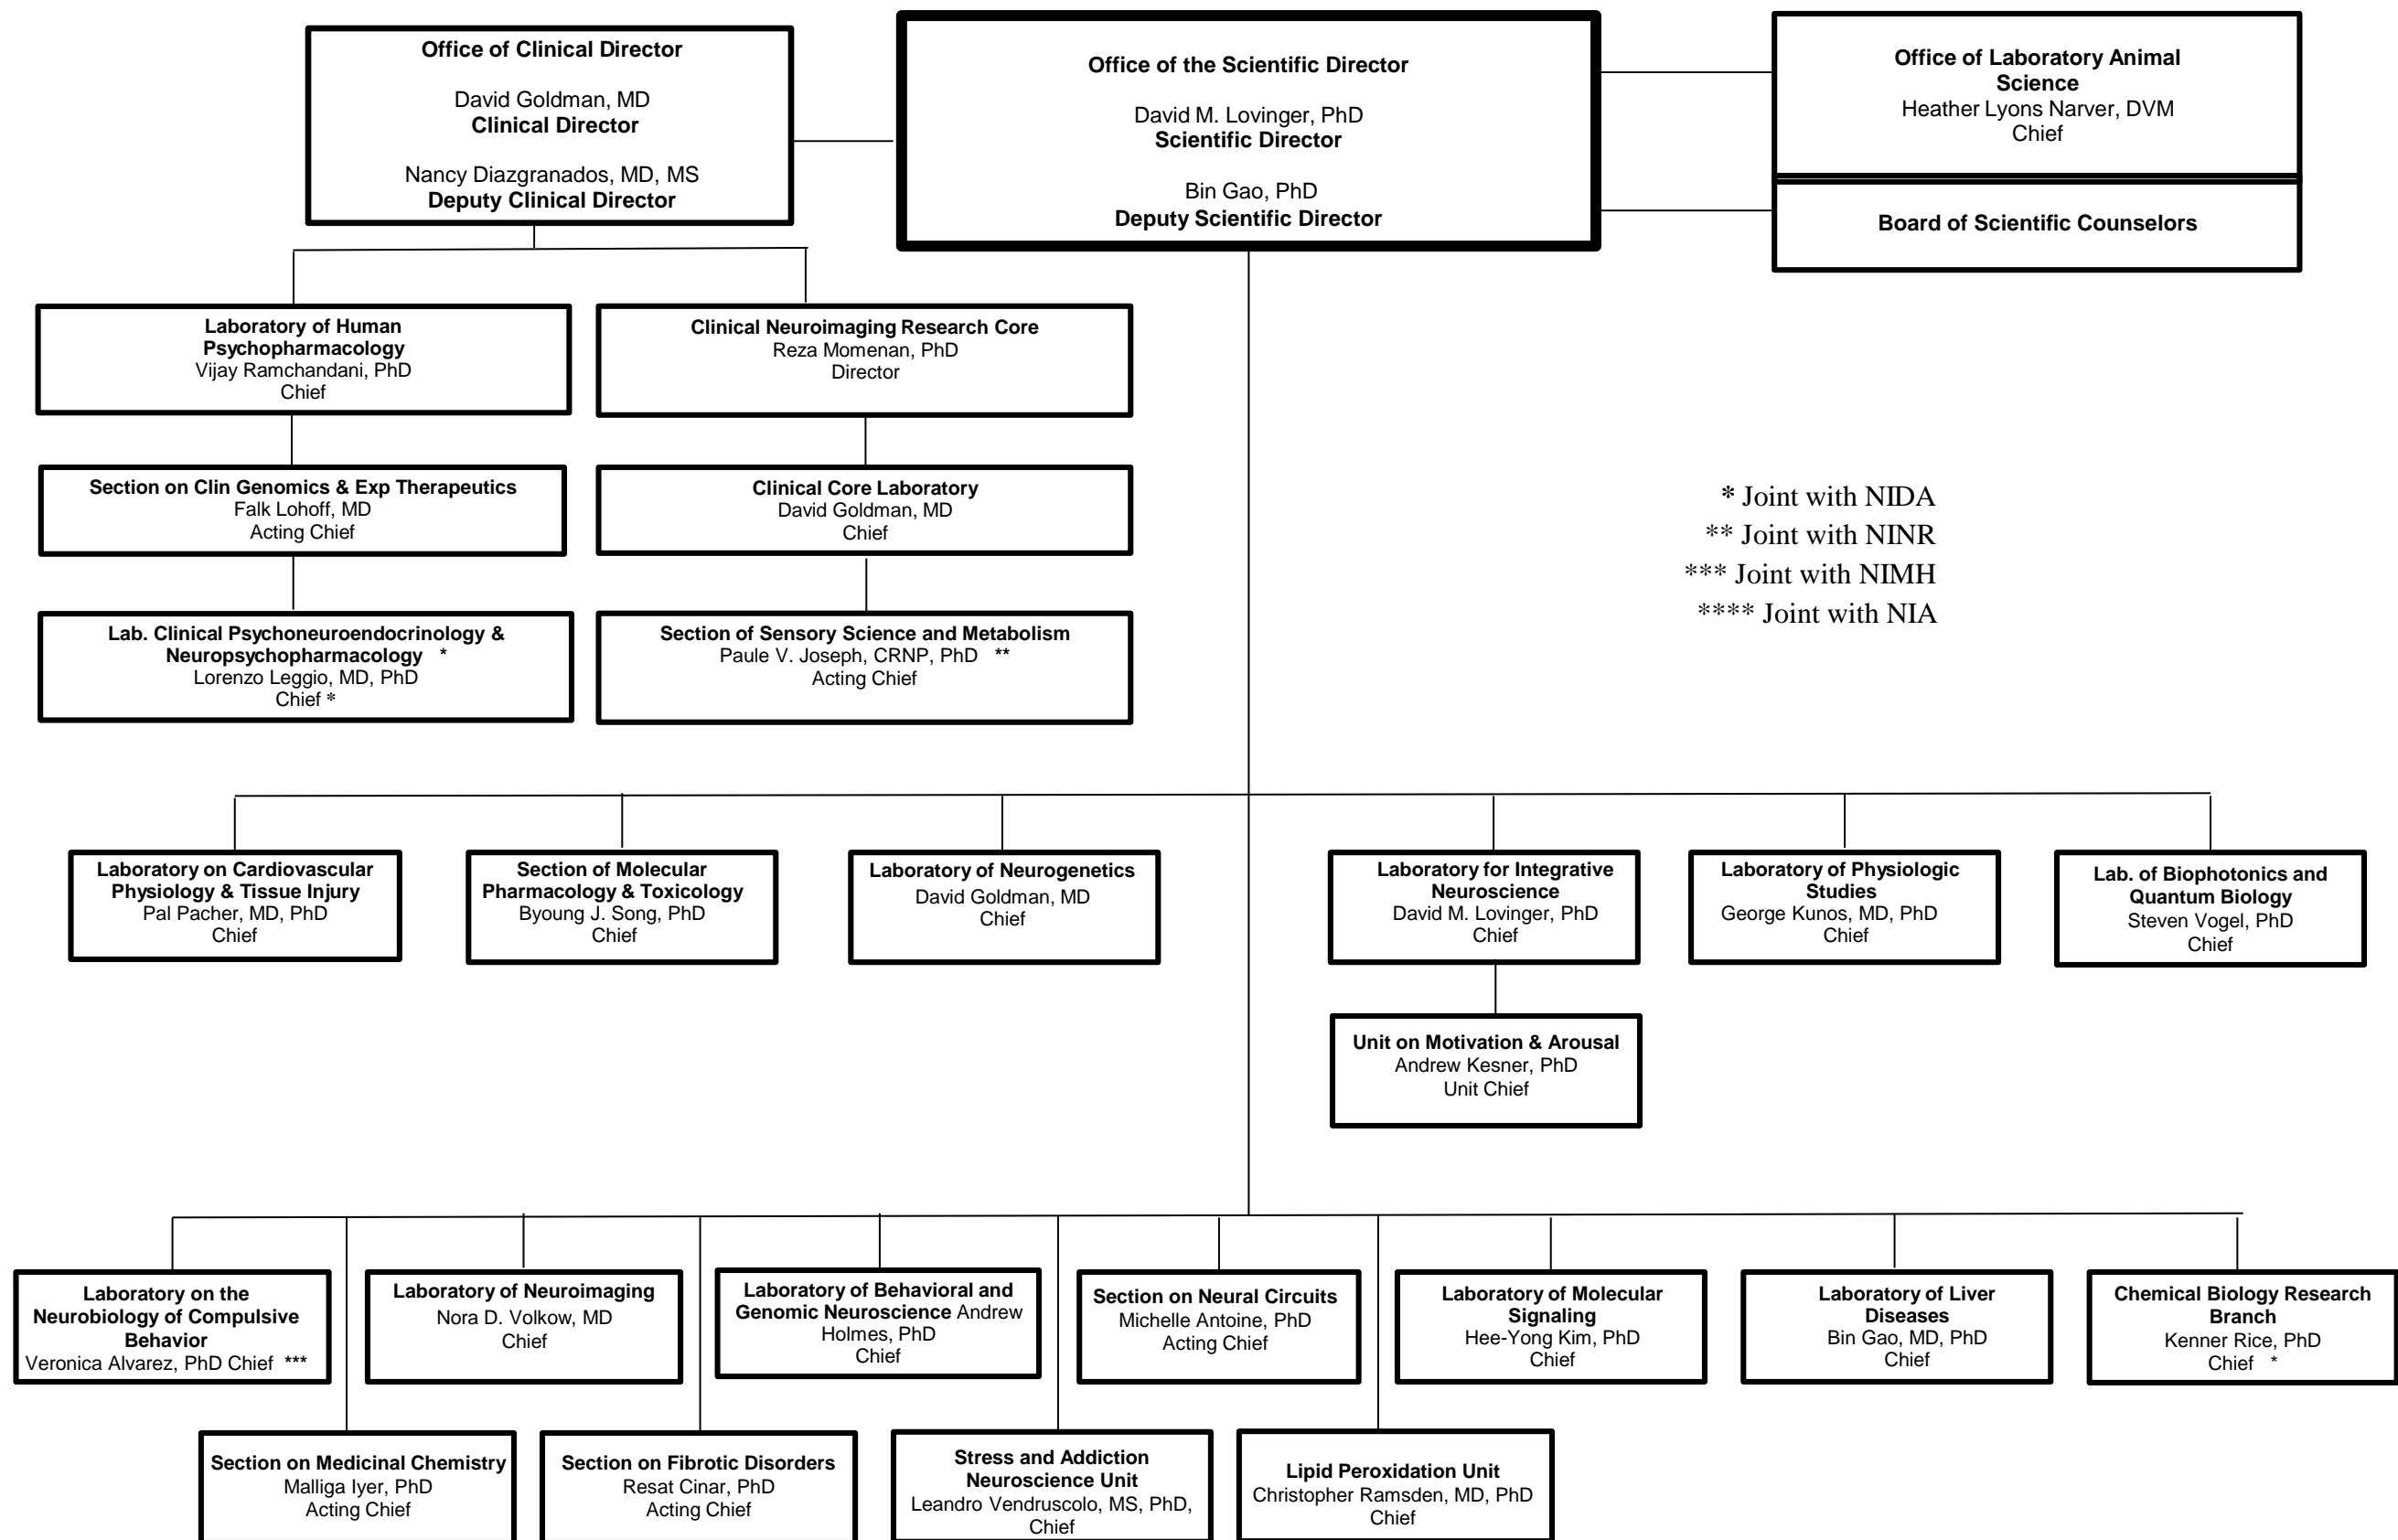 Office of Clinical Director
David Goldman, MD
Clinical Director
Nancy Diazgranados, MD, MS
Deputy Clinical Director
Office of the Scientific Director
David M. Lovinger, PhD
Scientific Director
Bin Gao, PhD
Deputy Scientific Director
Office of Laboratory Animal
Science
Heather Lyons Narver, DVM
Chief
Board of Scientific Counselors
Laboratory of Human
Psychopharmacology
Vijay Ramchandani, PhD
Chief
Clinical Neuroimaging Research Core
Reza Momenan, PhD
Director
Section on Clin Genomics & Exp Therapeutics
Falk Lohoff, MD
Acting Chief
Clinical Core Laboratory
David Goldman, MD
Chief
Lab. Clinical Psychoneuroendocrinology &
Neuropsychopharmacology *
Lorenzo Leggio, MD, PhD
Chief *
Section of Sensory Science and Metabolism
Paule V. Joseph, CRNP, PhD **
Acting Chief
* Joint with NIDA
** Joint with NINR
*** Joint with NIMH
**** Joint with NIA
Laboratory on Cardiovascular
Physiology & Tissue Injury
Pal Pacher, MD, PhD
Chief
Section of Molecular
Pharmacology & Toxicology
Byoung J. Song, PhD
Chief
Laboratory of Neurogenetics
David Goldman, MD
Chief
Laboratory for Integrative
Neuroscience
David M. Lovinger, PhD
Chief
Laboratory of Physiologic
Studies
George Kunos, MD, PhD
Chief
Lab. of Biophotonics and
Quantum Biology
Steven Vogel, PhD
Chief
Unit on Motivation & Arousal
Andrew Kesner, PhD
Unit Chief
Laboratory on the
Neurobiology of Compulsive
Behavior
Veronica Alvarez, PhD Chief ***
Laboratory of Neuroimaging
Nora D. Volkow, MD
Chief
Laboratory of Behavioral and
Genomic Neuroscience Andrew
Holmes, PhD
Chief
Section on Neural Circuits
Michelle Antoine, PhD
Acting Chief
Laboratory of Molecular
Signaling
Hee-Yong Kim, PhD
Chief
Laboratory of Liver
Diseases
Bin Gao, MD, PhD
Chief
Chemical Biology Research
Branch
Kenner Rice, PhD
Chief *
Section on Medicinal Chemistry
Malliga Iyer, PhD
Acting Chief
Section on Fibrotic Disorders
Resat Cinar, PhD
Acting Chief
Stress and Addiction
Neuroscience Unit
Leandro Vendruscolo, MS, PhD,
Chief
Lipid Peroxidation Unit
Christopher Ramsden, MD, PhD
Chief